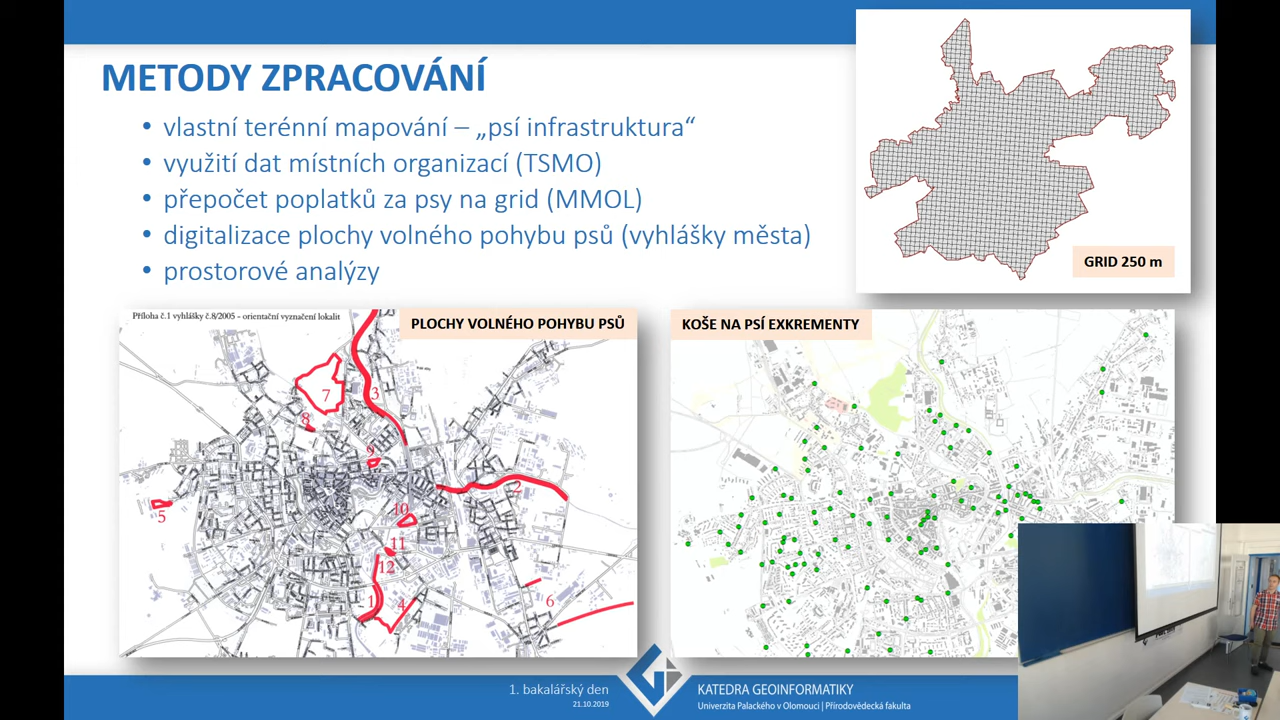 METODY ZPRACOVÁNÍ
• vlastní terénní mapování – „psí infrastruktura“
• využití dat místních organizací (TSMO)
• přepočet poplatků za psy na grid (MMOL)
• digitalizace plochy volného pohybu psů (vyhlášky města)
• prostorové analýzy
GRID 250 m
Příloha č.1 vyhlášky č.8/2005 - orientační vyznačení lokalit
PLOCHY VOLNÉHO POHYBU PSŮ
7
3
8
9
2
5
10
11
12
1
4
6
KOŠE NA PSÍ EXKREMENTY
1. bakalářský den
21.10.2019
KATEDRA GEOINFORMATIKY
Univerzita Palackého v Olomouci | Přírodovědecká fakulta